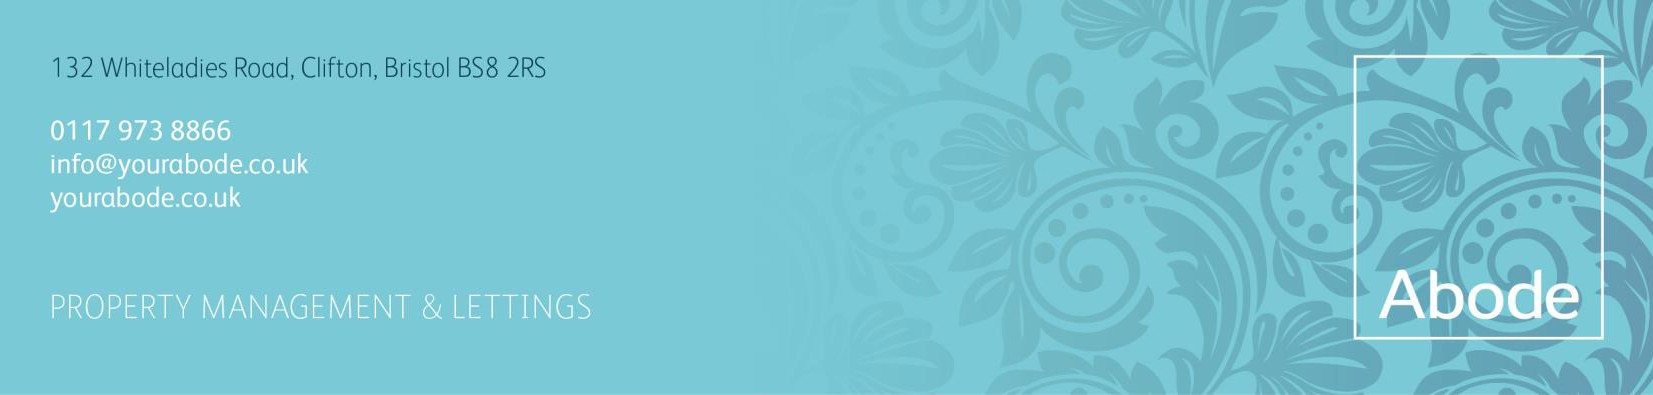 132 Whiteladies Road, Clifton, Bristol BS8 2RS
0117 973 8866
info@yourabode.co.uk
yourabode.co.uk
PROPERTY MANAGEMENT & LETTINGS
Abode